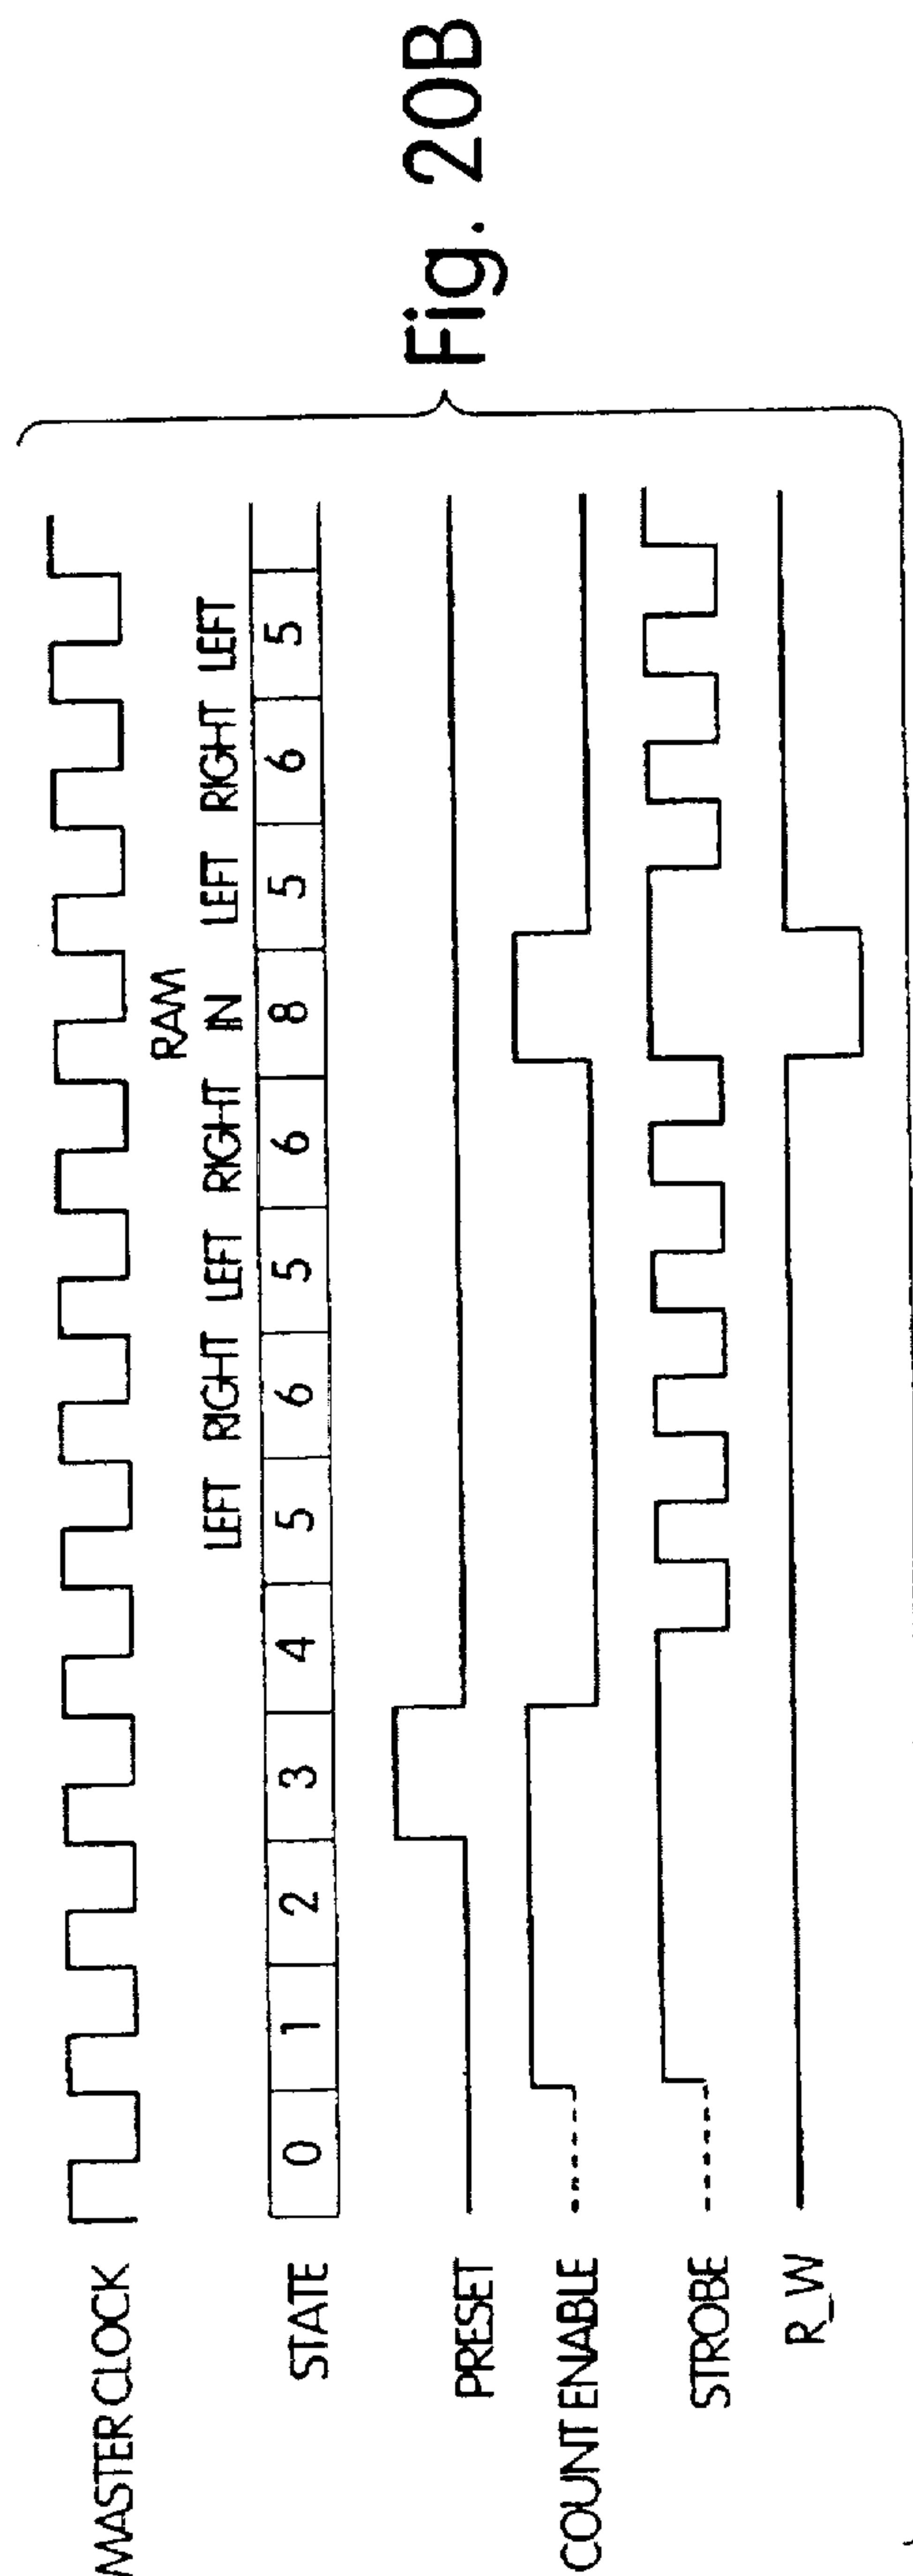 Fig. 20B
MASTER CLOCK
RAM
LEFT RIGHT LEFT RIGHT IN LEFT RIGHT LEFT
STATE 0 1 2 3 4 5 6 5 6 8 5 6 5
PRESET
COUNT ENABLE
STROBE
R_W